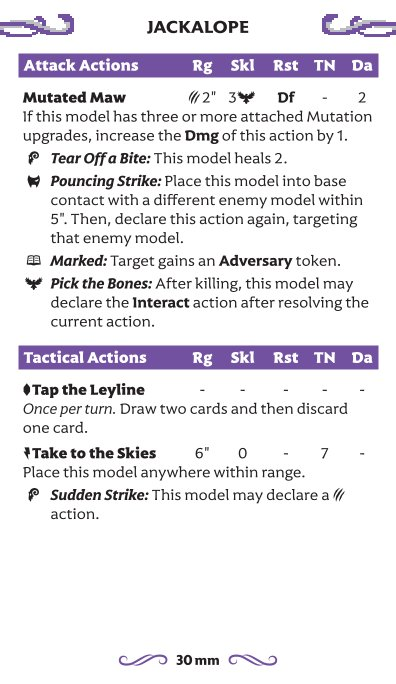 JACKALOPE
Attack Actions Rg Skl Rst TN Da
Mutated Maw 2" 3 Df - 2
If this model has three or more attached Mutation
upgrades, increase the Dmg of this action by 1.
Tear Off a Bite: This model heals 2.
Pouncing Strike: Place this model into base
contact with a different enemy model within
5". Then, declare this action again, targeting
that enemy model.
Marked: Target gains an Adversary token.
Pick the Bones: After killing, this model may
declare the Interact action after resolving the
current action.
Tactical Actions Rg Skl Rst TN Da
Tap the Leyline - - - - -
Once per turn. Draw two cards and then discard
one card.
Take to the Skies 6" 0 - 7 -
Place this model anywhere within range.
Sudden Strike: This model may declare a
action.
30 mm